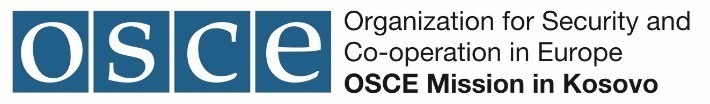 osce
Organization for Security and
Co-operation in Europe
OSCE Mission in Kosovo